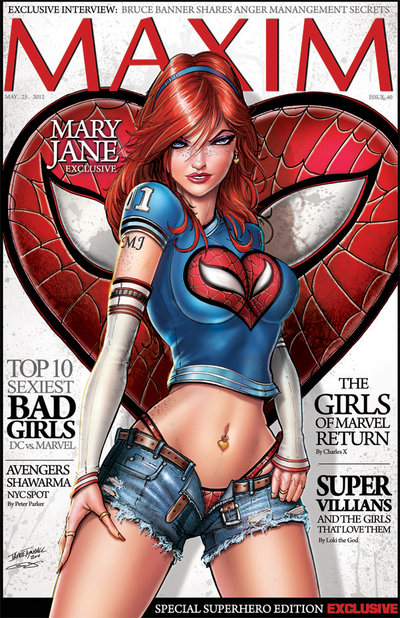 EXCLUSIVE INTERVIEW: BRUCE BANNER SHARES ANGER MANANGEMENT SECRETS
MAXIM
MAY. 25. 2012
ISSUE.40
MARY
JANE
EXCLUSIVE
11
MJ
TOP 10
SEXIEST
BAD
GIRLS
DC vs. MARVEL
AVENGERS
SHAWARMA
NYC SPOT
By Peter Parker
THE
GIRLS
OF MARVEL
RETURN
By Charles X
SUPER
VILLIANS
AND THE GIRLS
THAT LOVE THEM
By Loki the God
SPECIAL SUPERHERO EDITION EXCLUSIVE